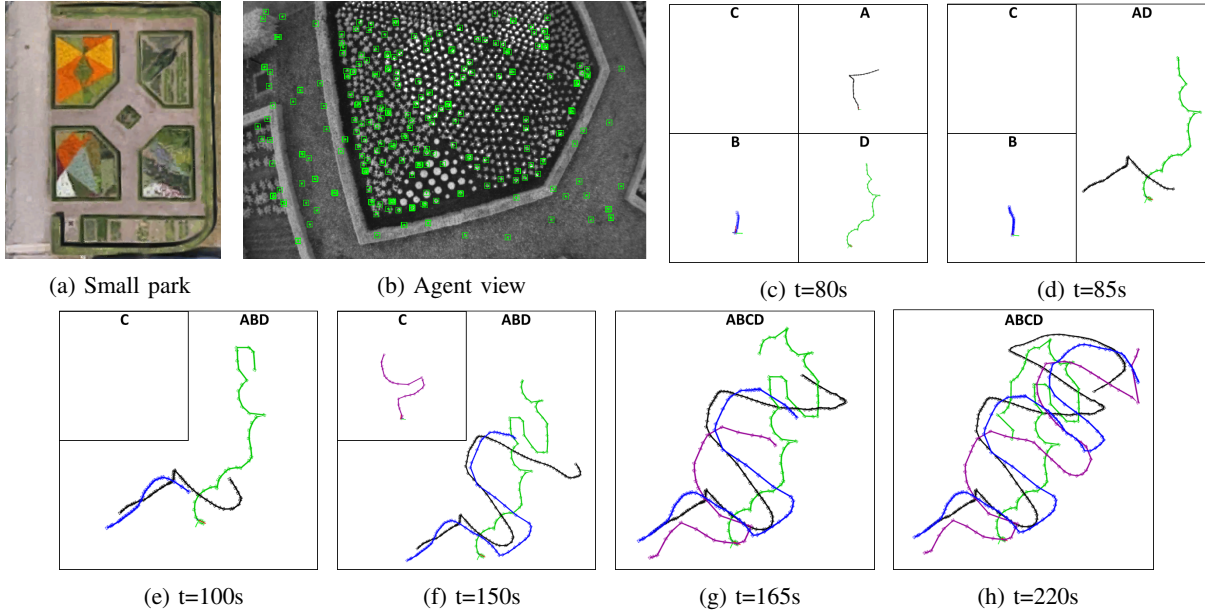 C A
B D
C AD
B
(a) Small park (b) Agent view (c) t=80s (d) t=85s
C ABD
C ABD
ABCD
ABCD
(e) t=100s (f) t=150s (g) t=165s (h) t=220s